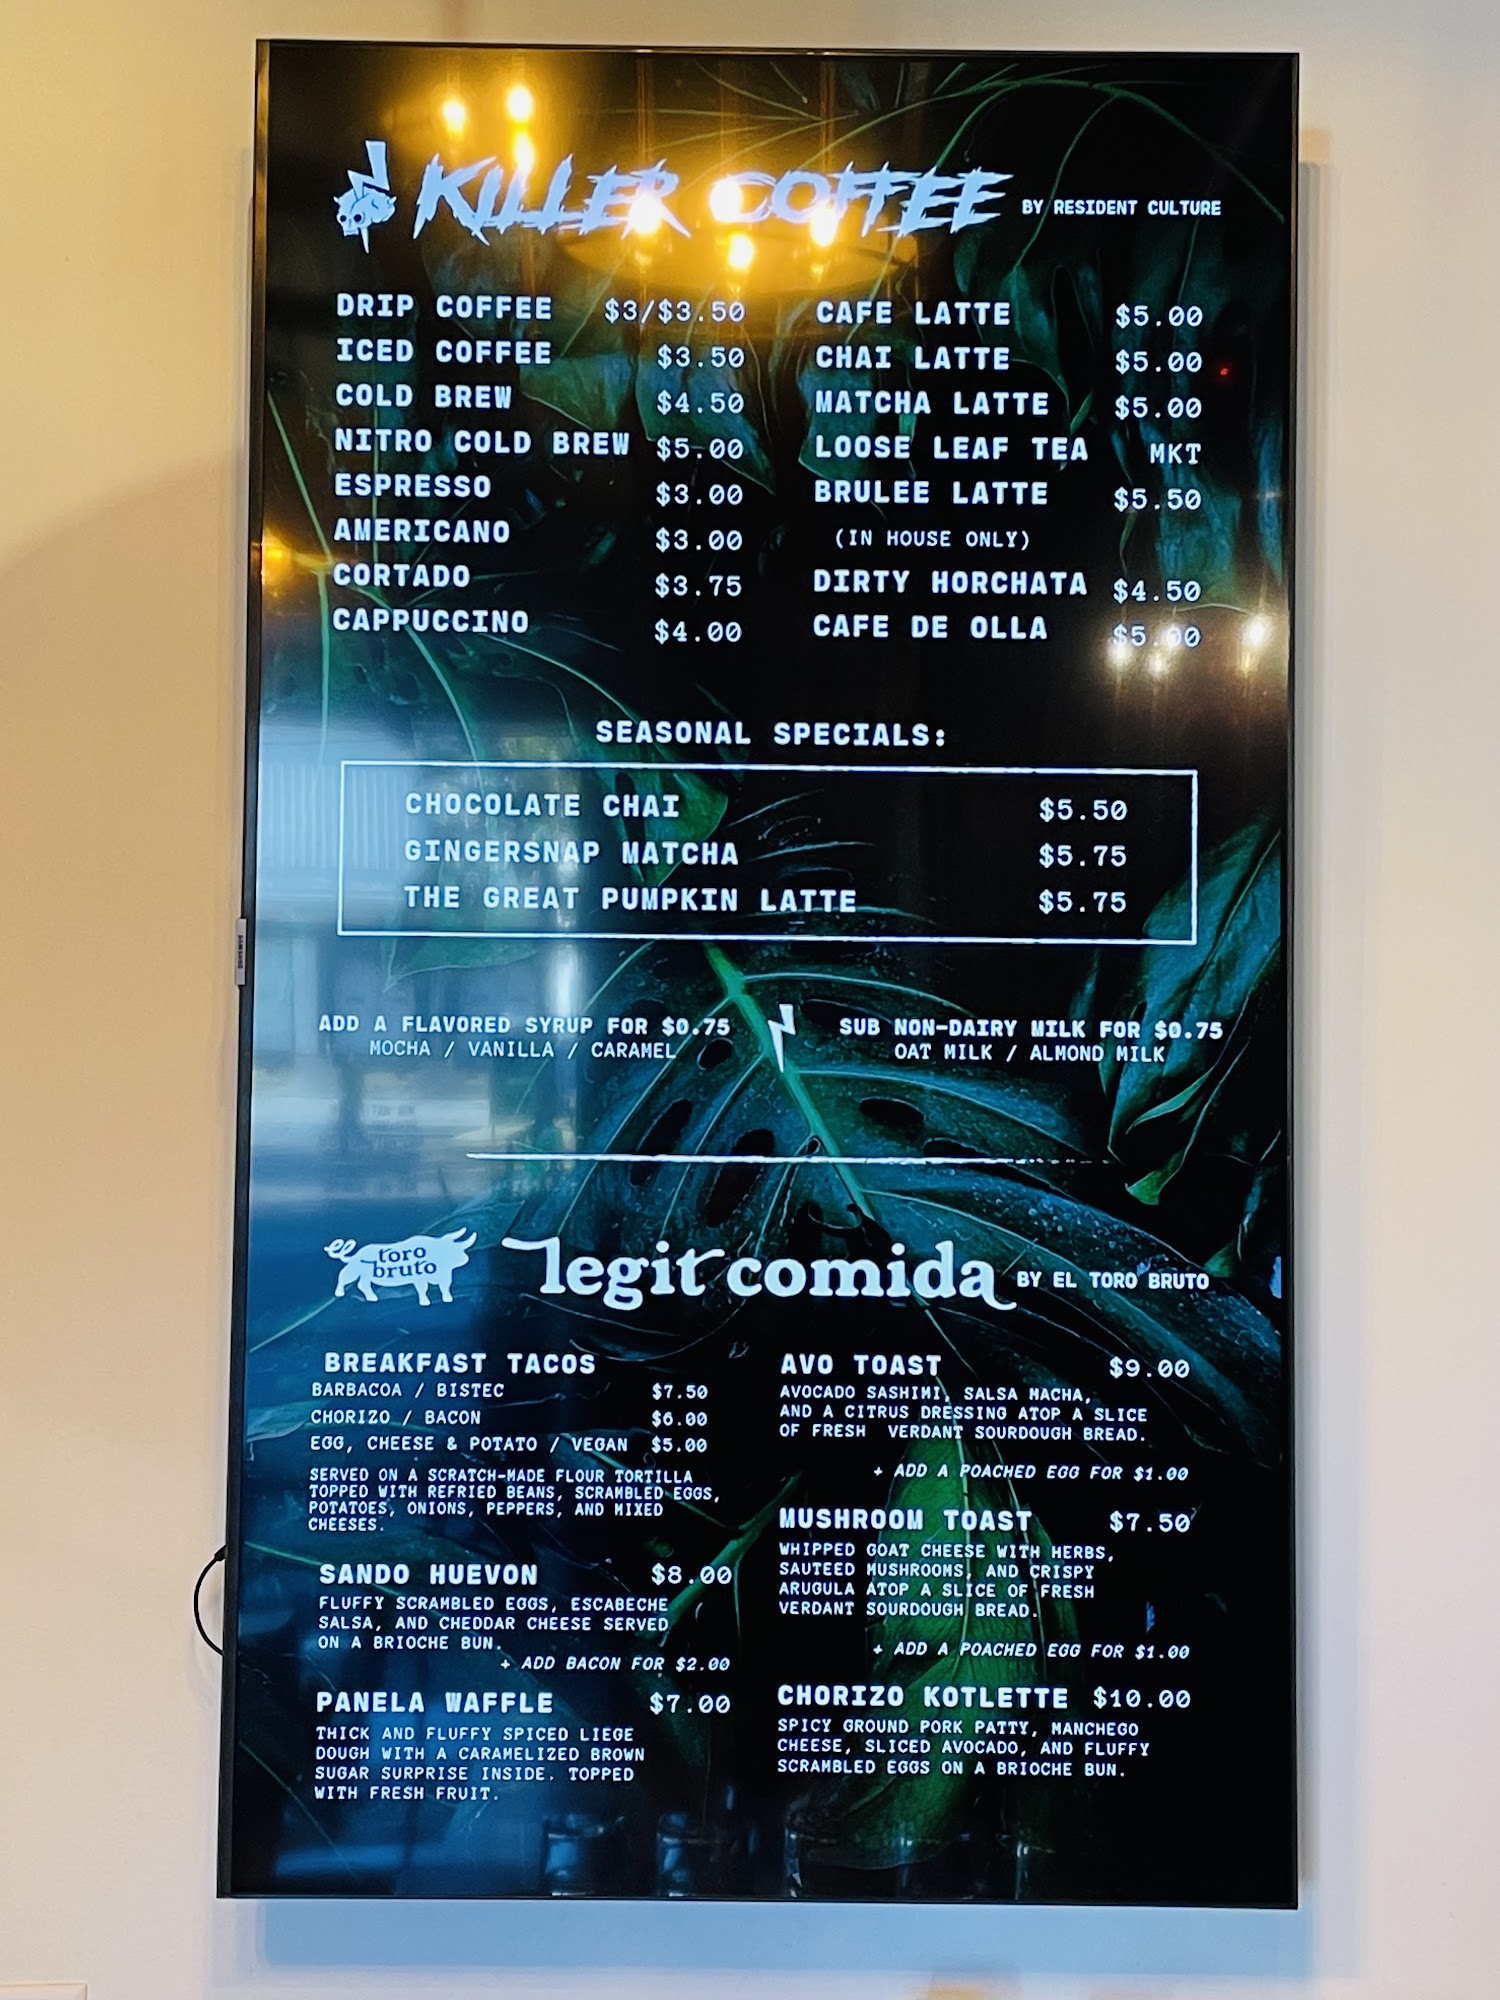 KILLER COFFEE BY RESIDENT CULTURE
DRIP COFFEE $3/$3.50
ICED COFFEE $3.50
COLD BREW $4.50
NITRO COLD BREW $5.00
ESPRESSO $3.00
AMERICANO $3.00
CORTADO $3.75
CAPPUCCINO $4.00
CAFE LATTE $5.00
CHAI LATTE $5.00
MATCHA LATTE $5.00
LOOSE LEAF TEA MKT
BRULEE LATTE $5.50
(IN HOUSE ONLY)
DIRTY HORCHATA $4.50
CAFE DE OLLA $5.00
SEASONAL SPECIALS:
CHOCOLATE CHAI $5.50
GINGERSNAP MATCHA $5.75
THE GREAT PUMPKIN LATTE $5.75
ADD A FLAVORED SYRUP FOR $0.75
MOCHA / VANILLA / CARAMEL
SUB NON-DAIRY MILK FOR $0.75
OAT MILK / ALMOND MILK
SAMSUNG
toro
bruto
legit comida BY EL TORO BRUTO
BREAKFAST TACOS
BARBACOA / BISTEC $7.50
CHORIZO / BACON $6.00
EGG, CHEESE & POTATO / VEGAN $5.00
SERVED ON A SCRATCH-MADE FLOUR TORTILLA
TOPPED WITH REFRIED BEANS, SCRAMBLED EGGS,
POTATOES, ONIONS, PEPPERS, AND MIXED
CHEESES.
SANDO HUEVON $8.00
FLUFFY SCRAMBLED EGGS, ESCABECHE
SALSA, AND CHEDDAR CHEESE SERVED
ON A BRIOCHE BUN.
+ ADD BACON FOR $2.00
PANELA WAFFLE $7.00
THICK AND FLUFFY SPICED LIEGE
DOUGH WITH A CARAMELIZED BROWN
SUGAR SURPRISE INSIDE. TOPPED
WITH FRESH FRUIT.
AVO TOAST $9.00
AVOCADO SASHIMI, SALSA MACHA,
AND A CITRUS DRESSING ATOP A SLICE
OF FRESH VERDANT SOURDOUGH BREAD.
+ ADD A POACHED EGG FOR $1.00
MUSHROOM TOAST $7.50
WHIPPED GOAT CHEESE WITH HERBS,
SAUTEED MUSHROOMS, AND CRISPY
ARUGULA ATOP A SLICE OF FRESH
VERDANT SOURDOUGH BREAD.
+ ADD A POACHED EGG FOR $1.00
CHORIZO KOTLETTE $10.00
SPICY GROUND PORK PATTY, MANCHEGO
CHEESE, SLICED AVOCADO, AND FLUFFY
SCRAMBLED EGGS ON A BRIOCHE BUN.